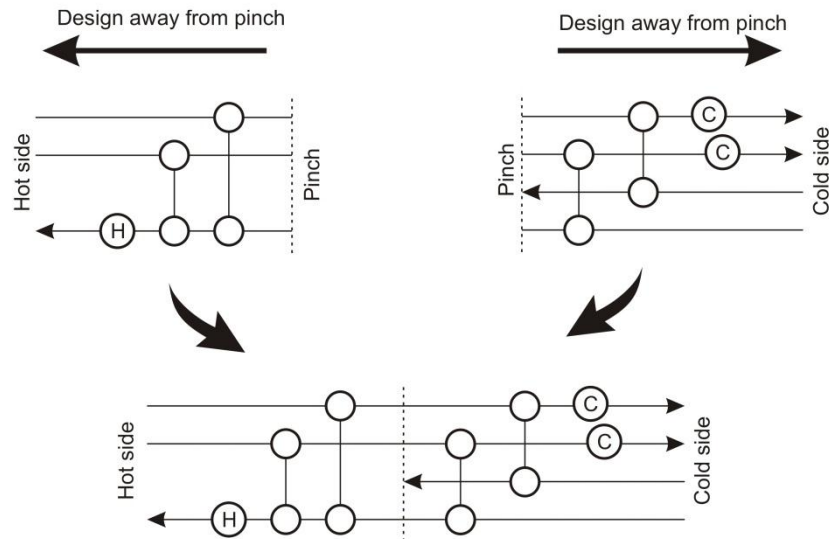 Design away from pinch
Design away from pinch
Hot side
H
Pinch
Pinch
C
C
Cold side
Hot side
H
C
C
Cold side